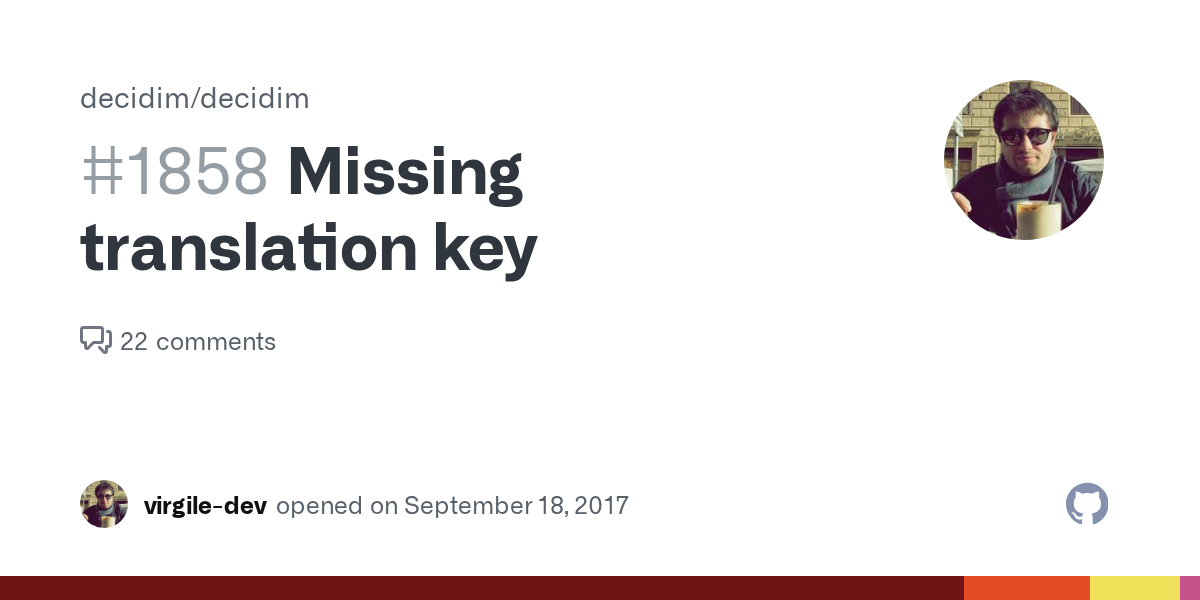 decidim/decidim
#1858 Missing
translation key
22 comments
virgile-dev opened on September 18, 2017